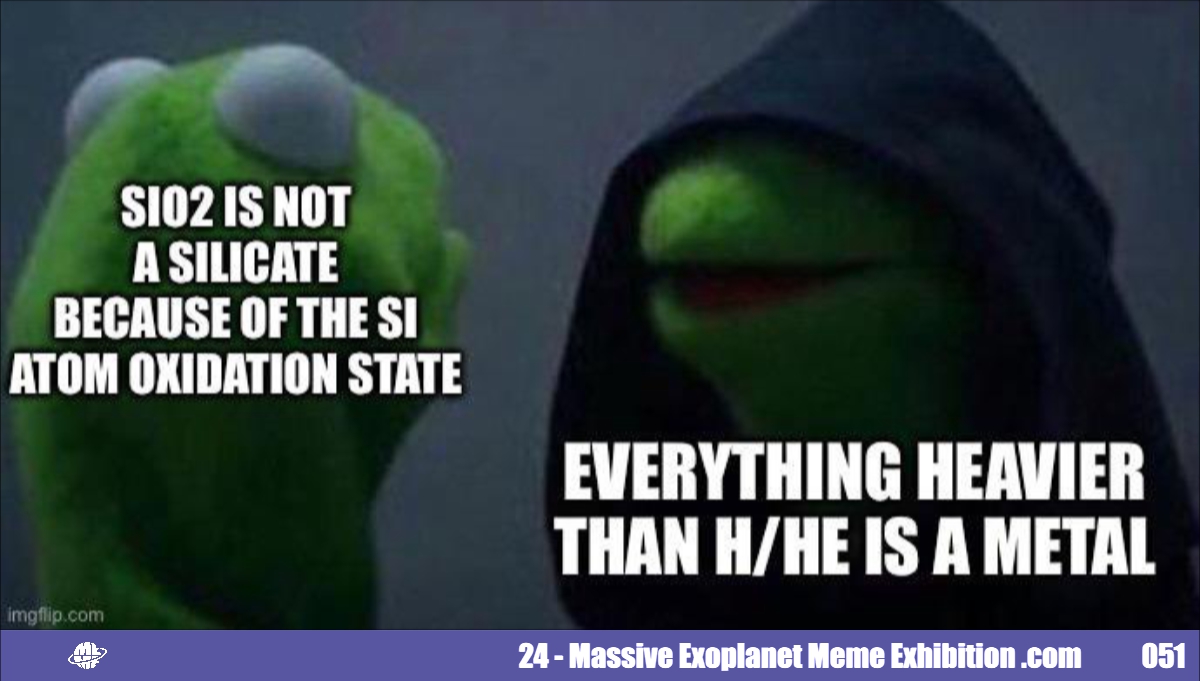 SIO2 IS NOT
A SILICATE
BECAUSE OF THE SI
ATOM OXIDATION STATE
EVERYTHING HEAVIER
THAN H/HE IS A METAL
imgflip.com
24 - Massive Exoplanet Meme Exhibition .com 051